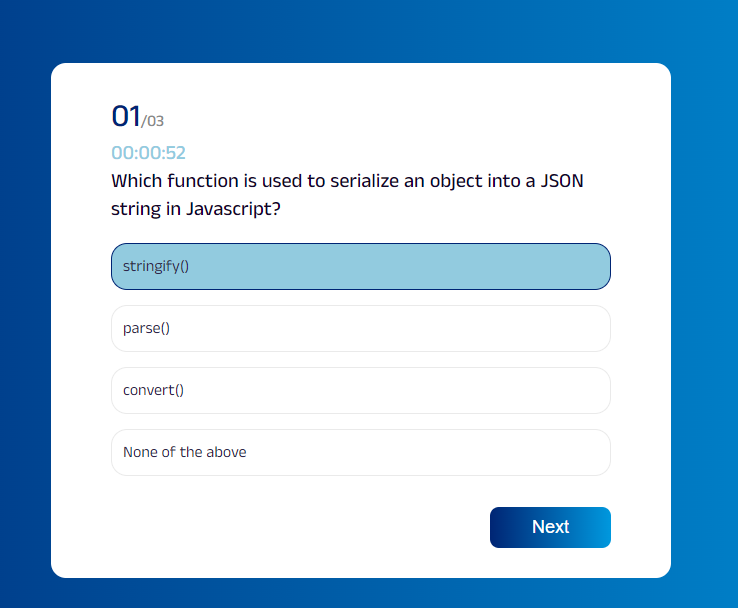 01/03
00:00:52
Which function is used to serialize an object into a JSON
string in Javascript?
stringify()
parse()
convert()
None of the above
Next